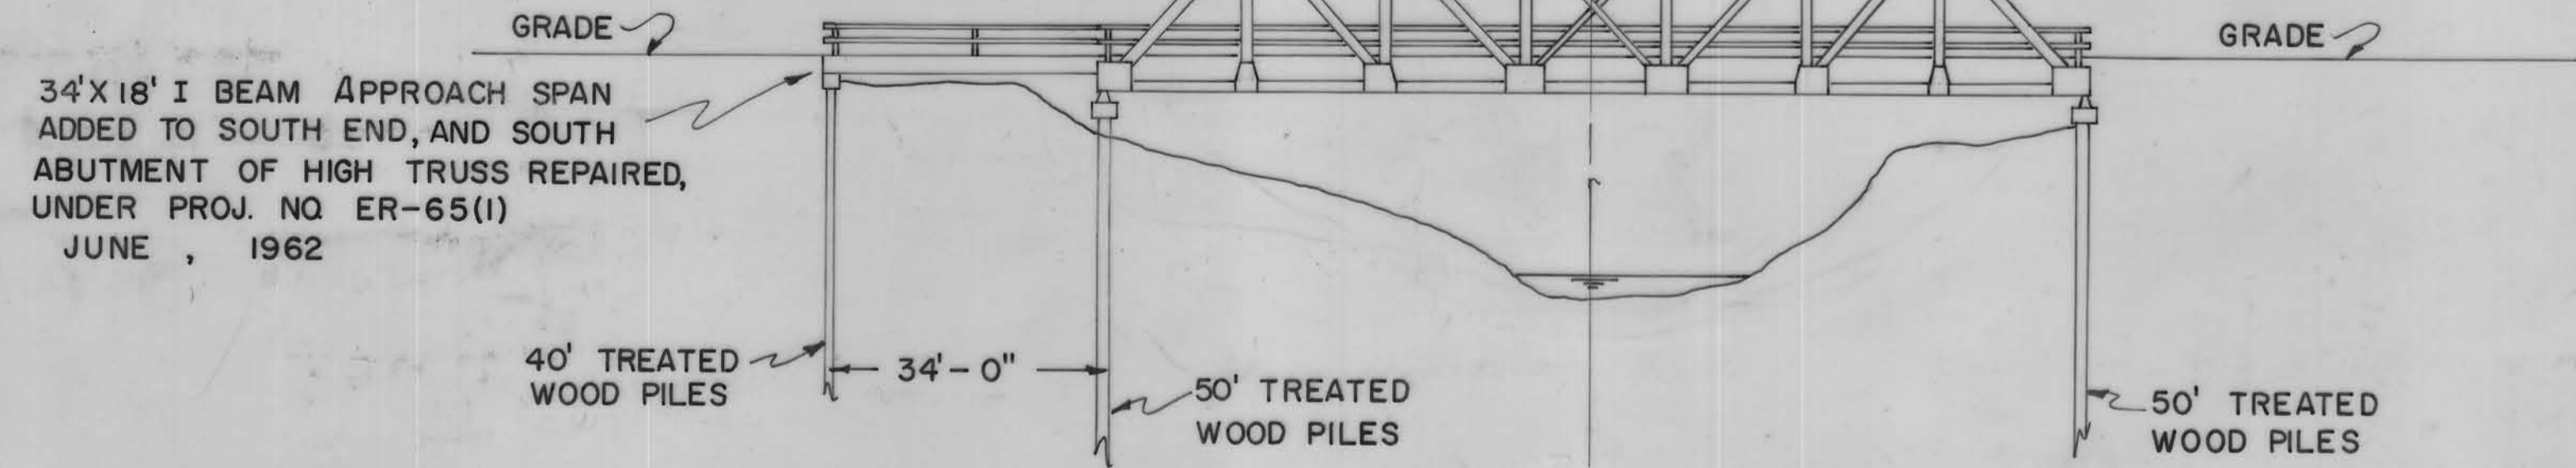 GRADE
GRADE
34'X18' I BEAM APPROACH SPAN
ADDED TO SOUTH END, AND SOUTH
ABUTMENT OF HIGH TRUSS REPAIRED,
UNDER PROJ. NO. ER-65(1)
JUNE , 1962
40' TREATED
WOOD PILES
34'-0"
50' TREATED
WOOD PILES
50' TREATED
WOOD PILES